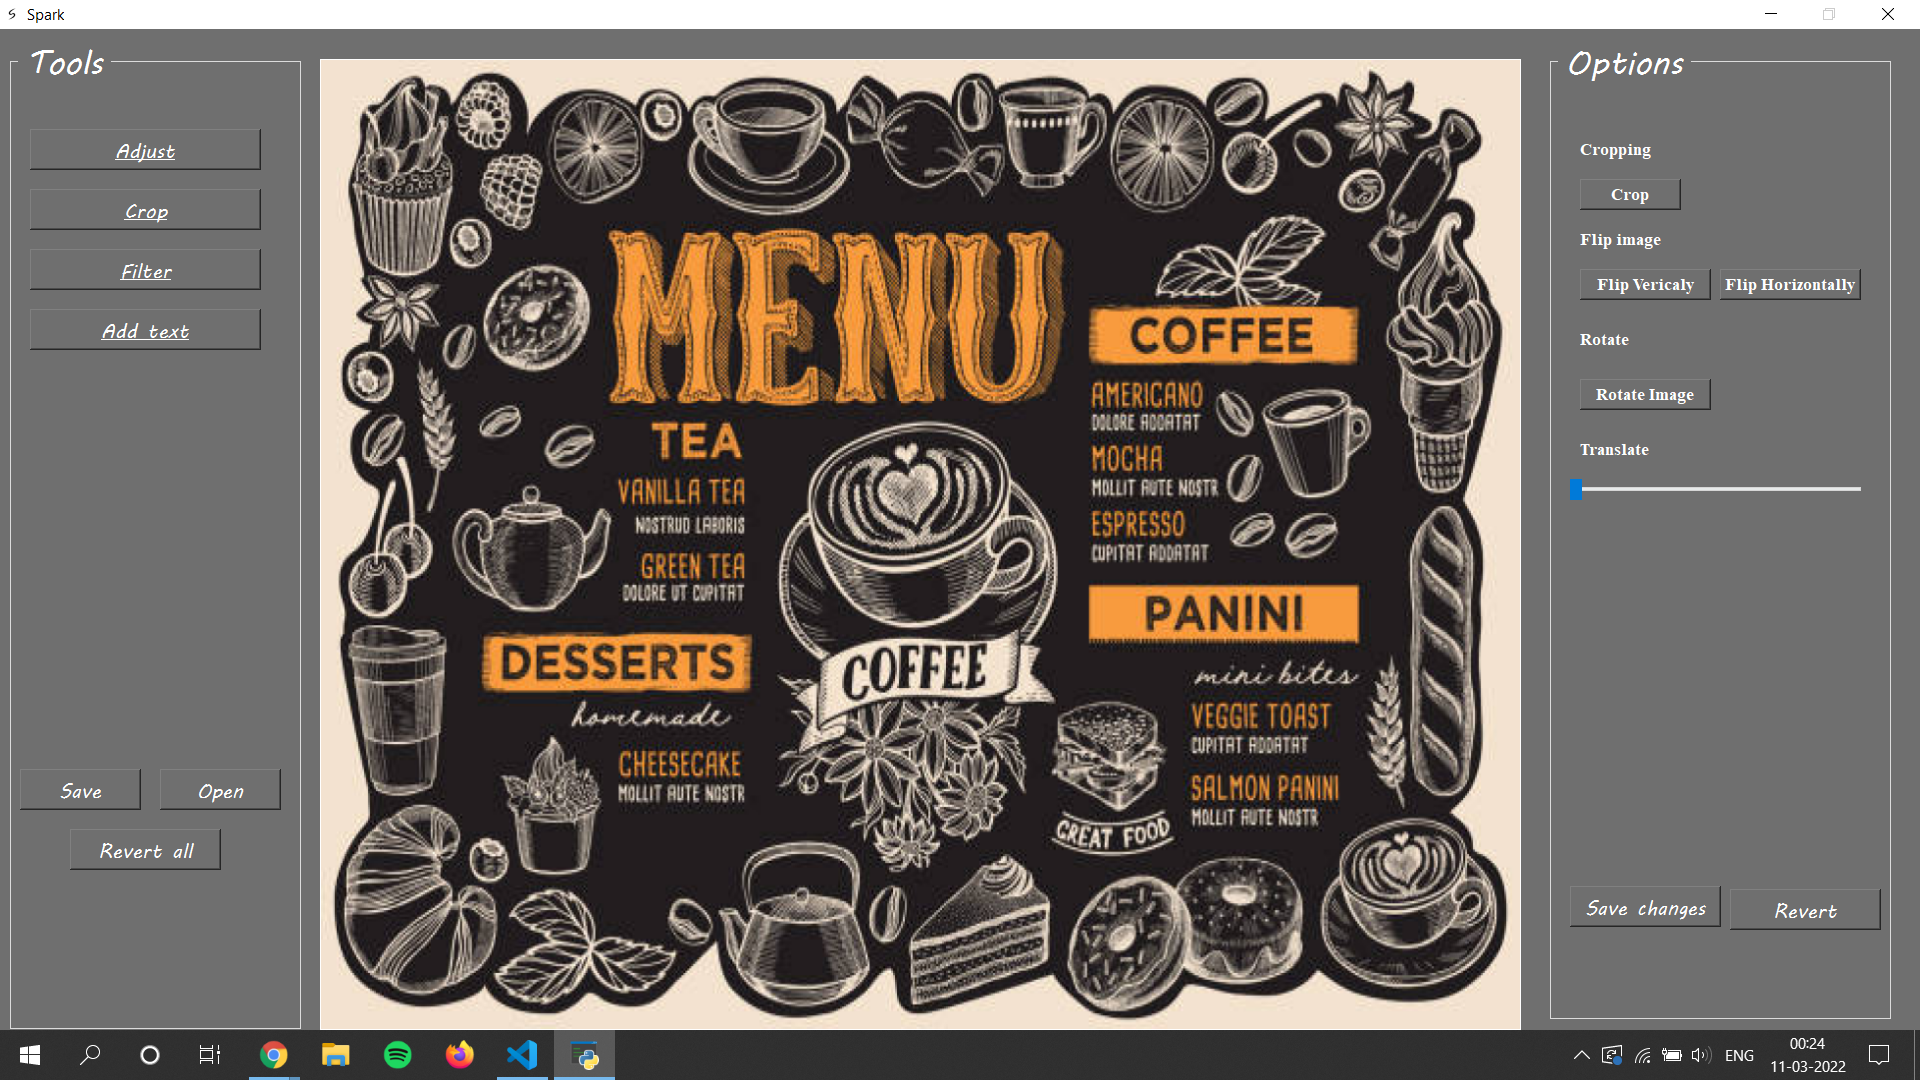 Spark
Tools
Adjust
Crop
Filter
Add text
Save
Open
Revert all
MENU
TEA
VANILLA TEA
NOSTRUD LABORIS
GREEN TEA
DOLORE UT CUPITAT
DESSERTS
homemade
CHEESECAKE
MOLLIT AUTE NOSTR
COFFEE
COFFEE
AMERICANO
DOLORE ADDATAT
MOCHA
MOLLIT AUTE NOSTR
ESPRESSO
CUPITAT ADDATAT
PANINI
mini bites
VEGGIE TOAST
CUPITAT ADDATAT
SALMON PANINI
MOLLIT AUTE NOSTR
GREAT FOOD
Options
Cropping
Crop
Flip image
Flip Vericaly
Flip Horizontally
Rotate
Rotate Image
Translate
Save changes
Revert
ENG
00:24
11-03-2022